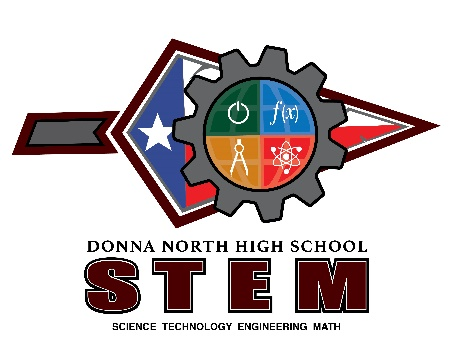 f(x)
DONNA NORTH HIGH SCHOOL
STEM
SCIENCE TECHNOLOGY ENGINEERING MATH